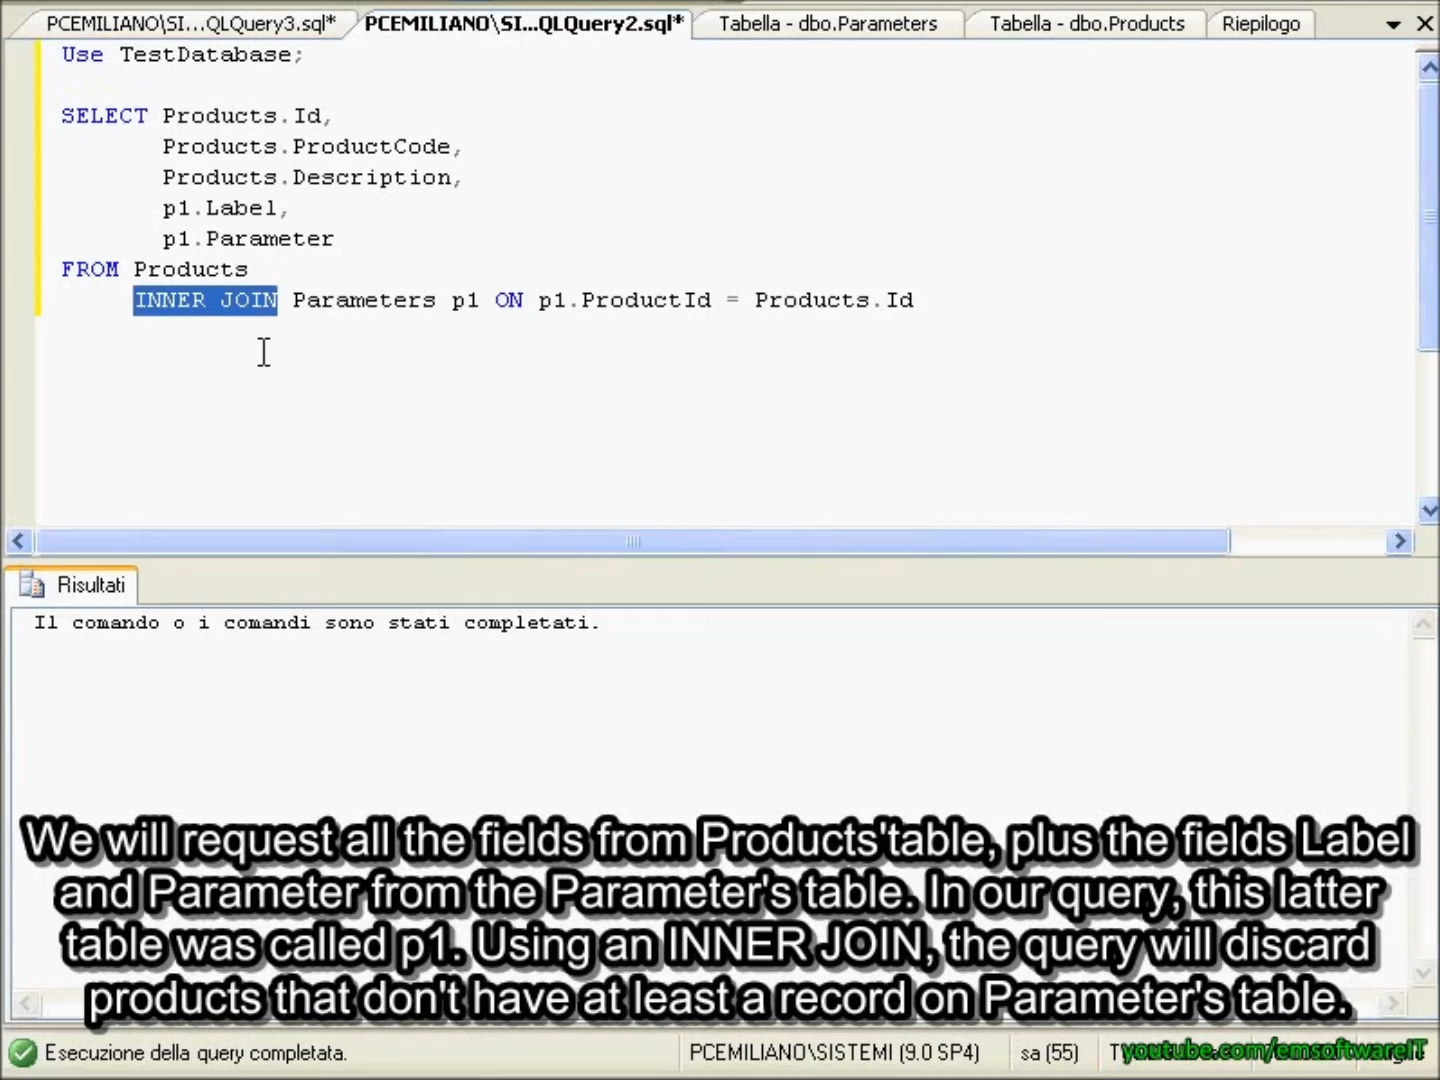 PCEMILIANO\SI...QLQuery3.sql*
PCEMILIANO\SI...QLQuery2.sql*
Tabella - dbo.Parameters
Tabella - dbo.Products
Riepilogo
Use TestDatabase;
SELECT Products.Id,
Products.ProductCode,
Products.Description,
p1.Label,
p1.Parameter
FROM Products
INNER JOIN Parameters p1 ON p1.ProductId = Products.Id
Risultati
Il comando o i comandi sono stati completati.
We will request all the fields from Products'table, plus the fields Label
and Parameter from the Parameter's table. In our query, this latter
table was called p1. Using an INNER JOIN, the query will discard
products that don't have at least a record on Parameter's table.
Esecuzione della query completata.
PCEMILIANO\SISTEMI (9.0 SP4)
sa (55)
youtube.com/emsoftwareIT